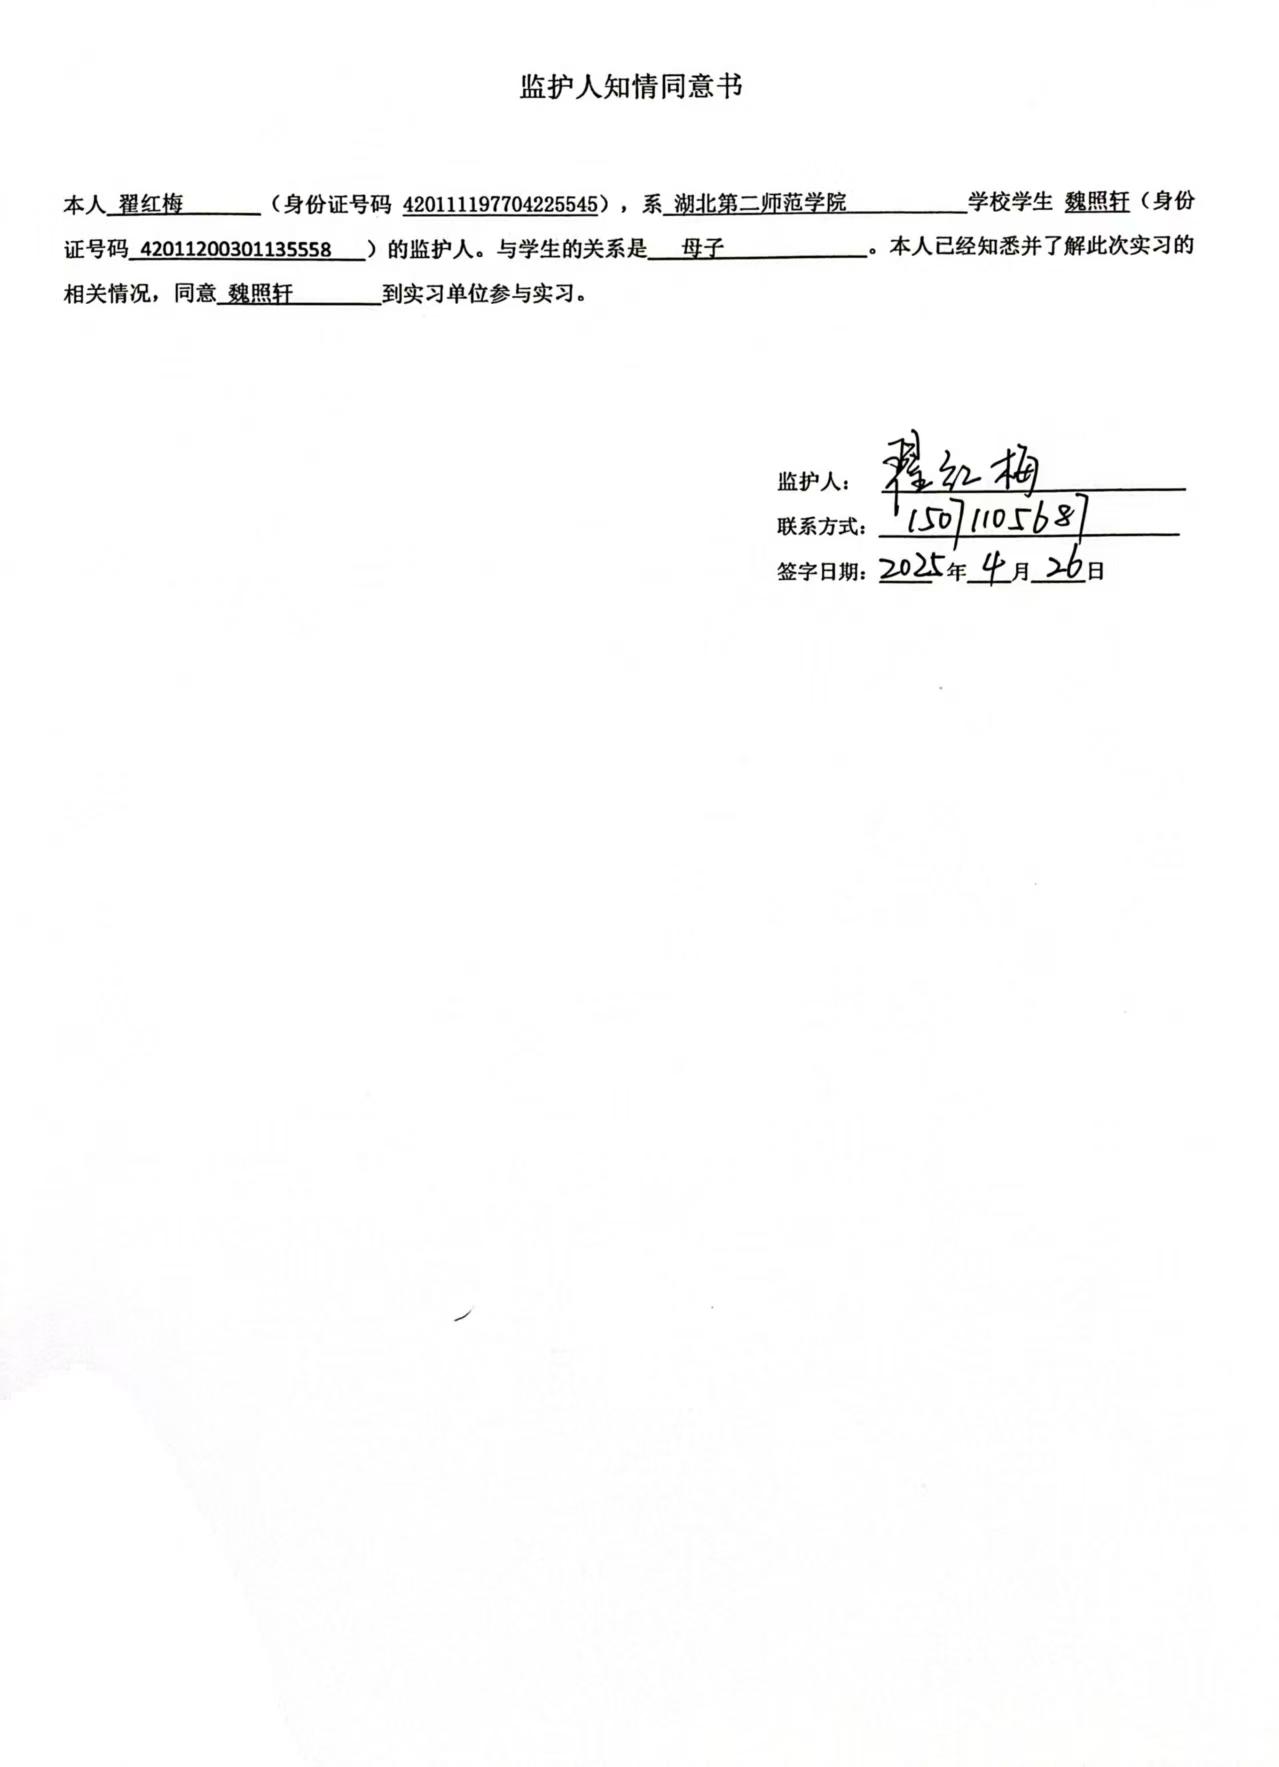 监护人知情同意书
本人 翟红梅 （身份证号码 420111197704225545），系 湖北第二师范学院 学校学生 魏照轩（身份
证号码 42011200301135558 ）的监护人。与学生的关系是 母子 。本人已经知悉并了解此次实习的
相关情况，同意 魏照轩 到实习单位参与实习。
监护人： 翟红梅
联系方式： 15071105687
签字日期： 2025年 4 月 26 日